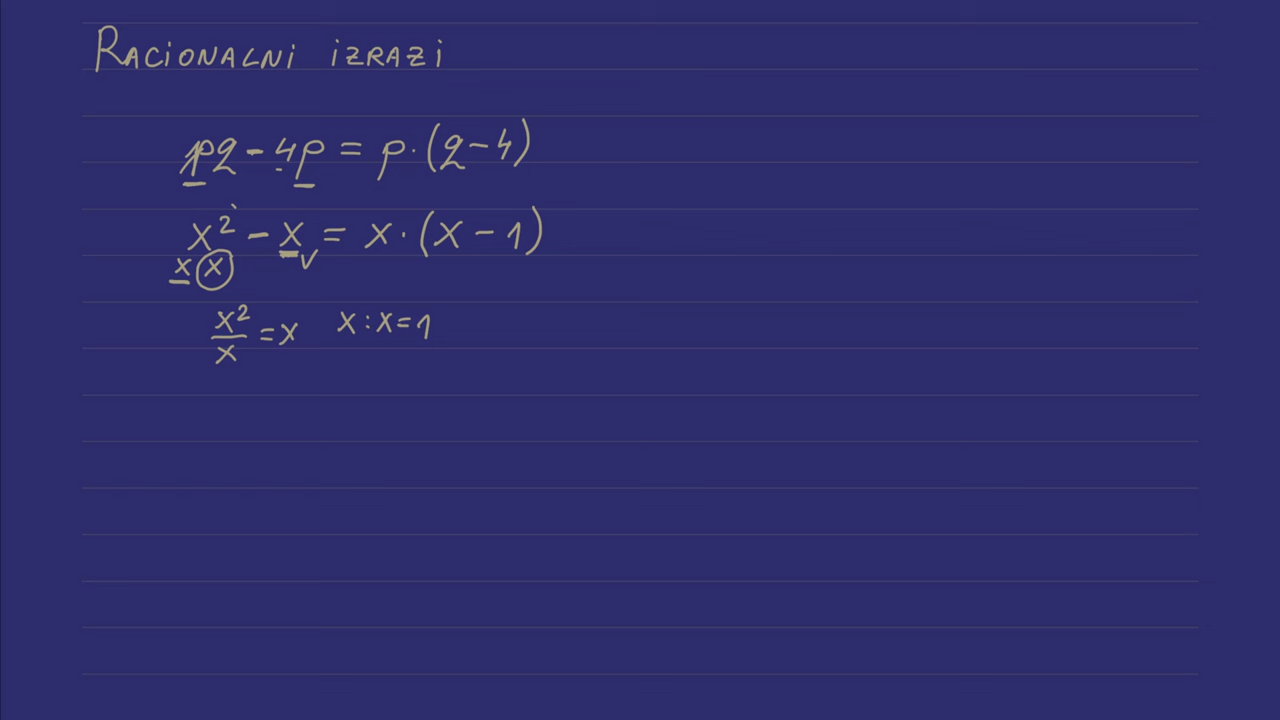 RACIONALNI IZRAZI
pq - 4p = p · (q - 4)
x² - x = x · (x - 1)
x x
x²/x = x   x : x = 1